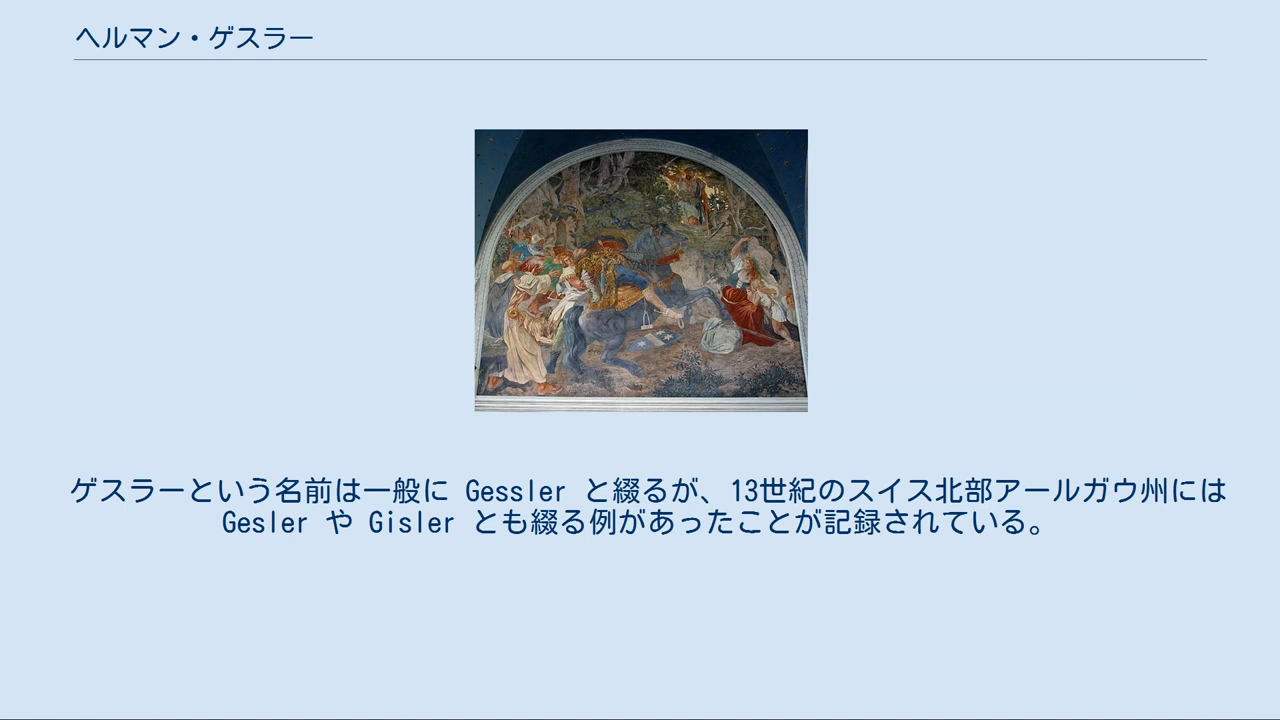 ヘルマン・ゲスラー
ゲスラーという名前は一般に Gessler と綴るが、13世紀のスイス北部アールガウ州には
Gesler や Gisler とも綴る例があったことが記録されている。